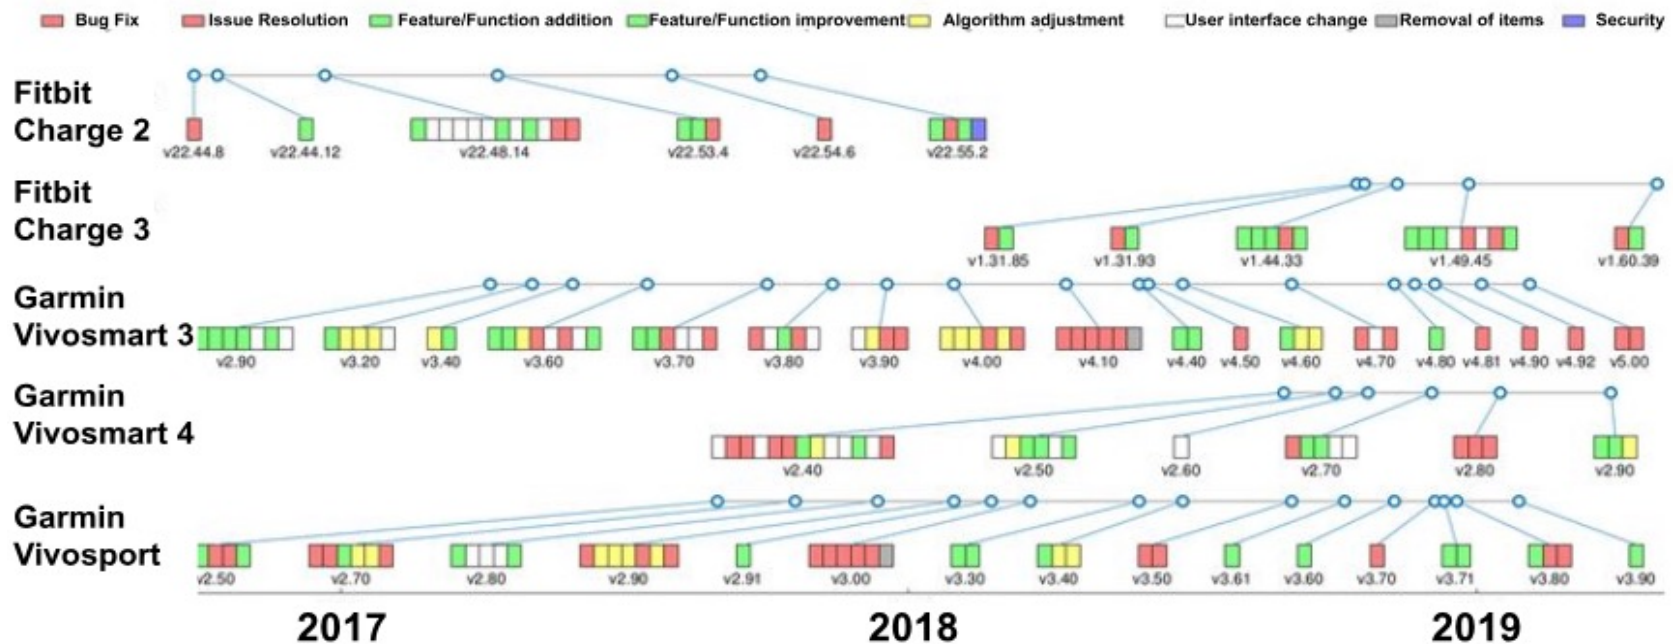 Bug Fix Issue Resolution Feature/Function addition Feature/Function improvement Algorithm adjustment User interface change Removal of items Security
Fitbit
Charge 2
v22.44.8 v22.44.12 v22.48.14 v22.53.4 v22.54.6 v22.55.2
Fitbit
Charge 3
v1.31.85 v1.31.93 v1.44.33 v1.49.45 v1.60.39
Garmin
Vivosmart 3
v2.90 v3.20 v3.40 v3.60 v3.70 v3.80 v3.90 v4.00 v4.10 v4.40 v4.50 v4.60 v4.70 v4.80 v4.81 v4.90 v4.92 v5.00
Garmin
Vivosmart 4
v2.40 v2.50 v2.60 v2.70 v2.80 v2.90
Garmin
Vivosport
v2.50 v2.70 v2.80 v2.90 v2.91 v3.00 v3.30 v3.40 v3.50 v3.61 v3.60 v3.70 v3.71 v3.80 v3.90
2017 2018 2019